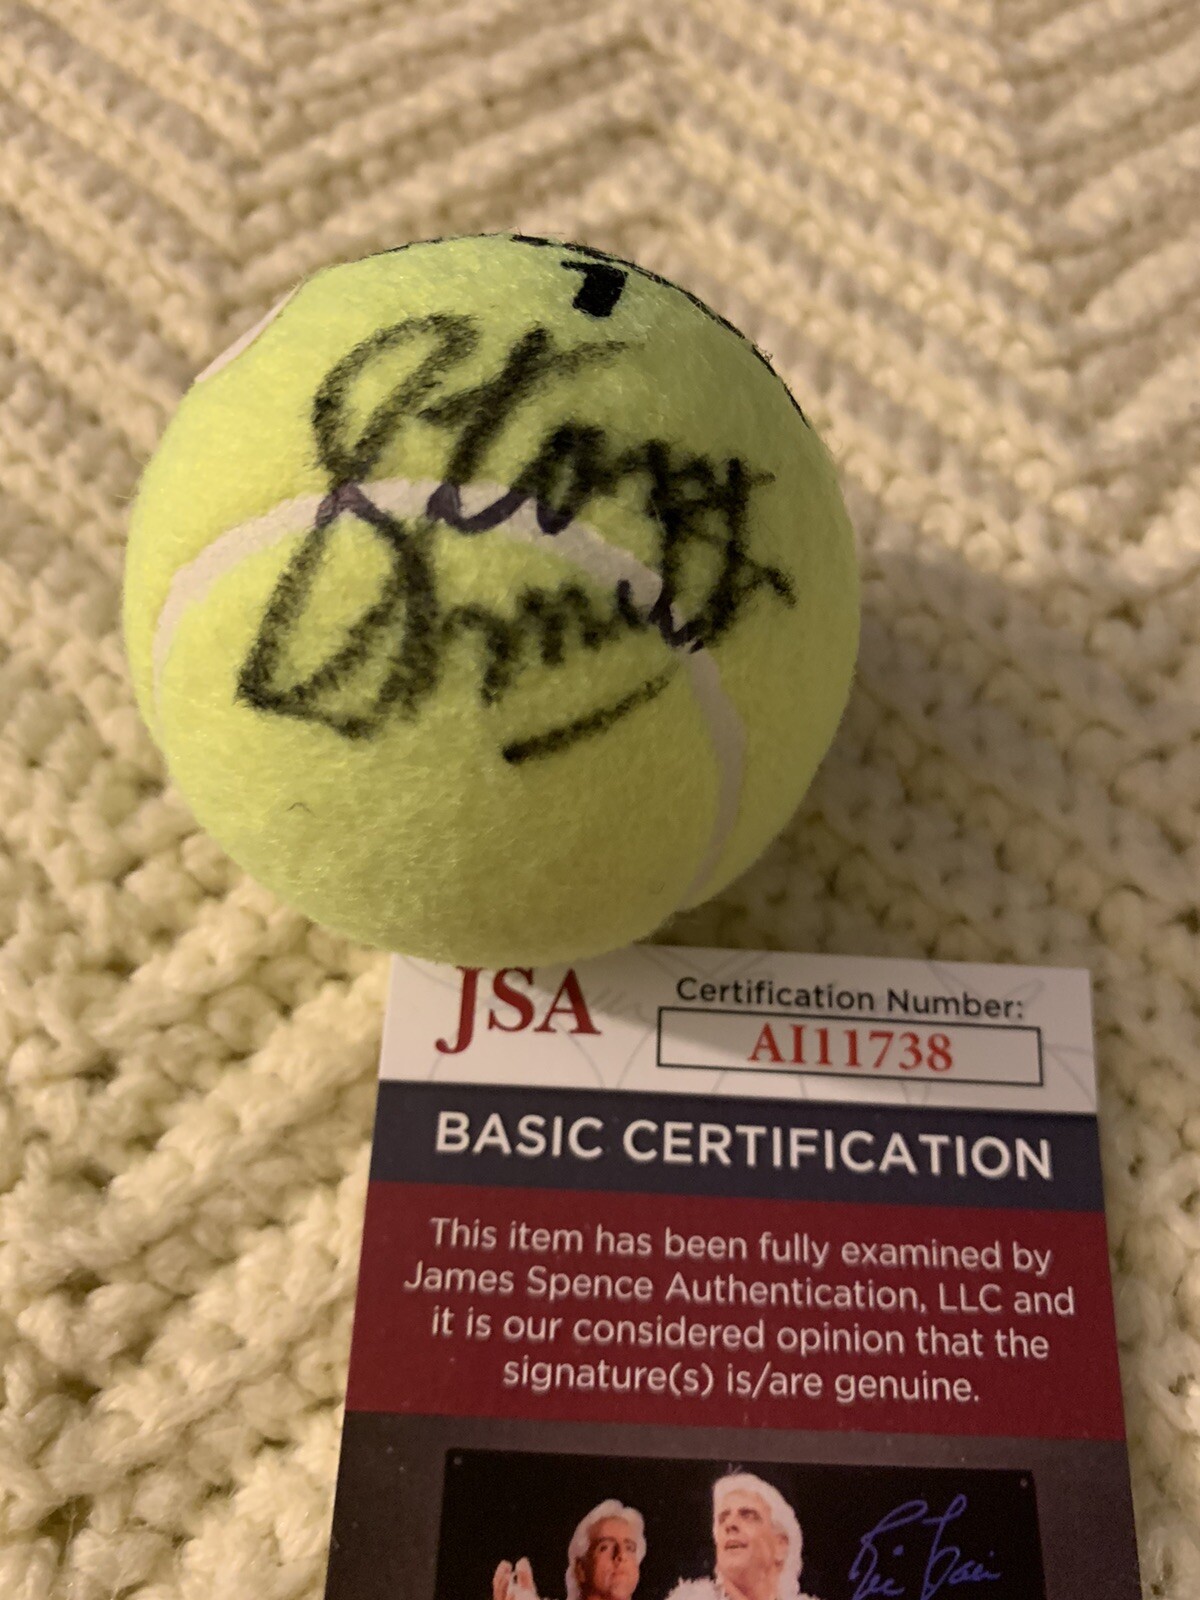 JSA
Certification Number:
AI11738
BASIC CERTIFICATION
This item has been fully examined by
James Spence Authentication, LLC and
it is our considered opinion that the
signature(s) is/are genuine.